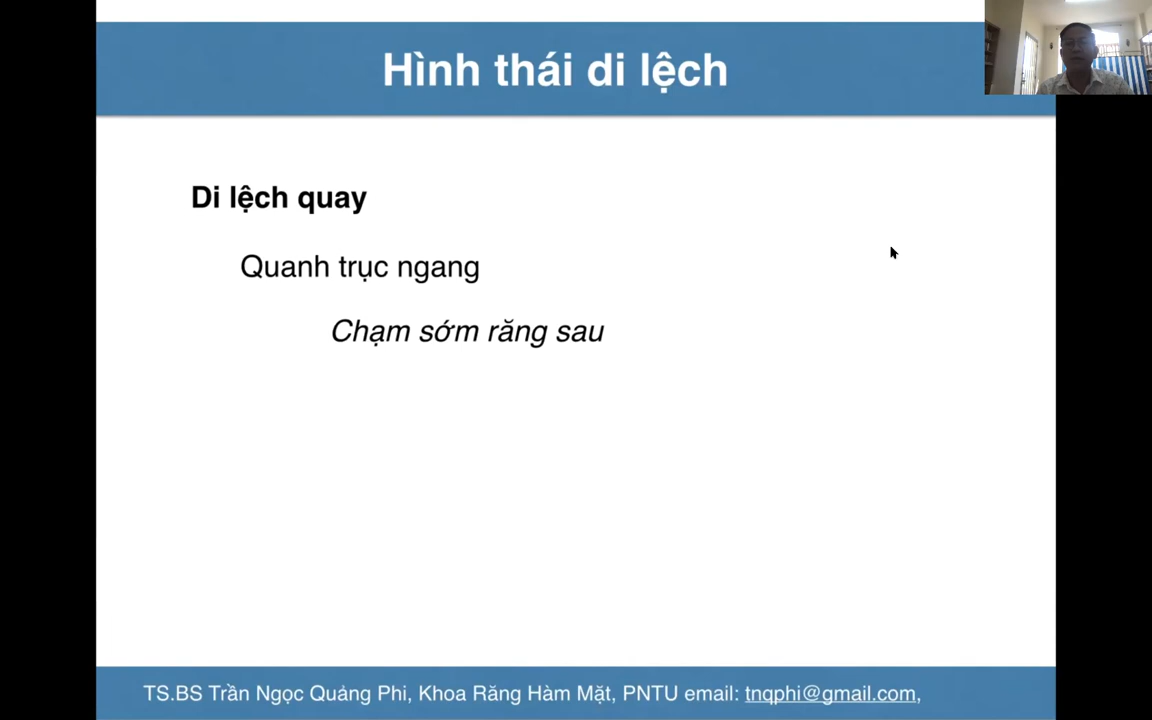 Hình thái di lệch
Di lệch quay
Quanh trục ngang
Chạm sớm răng sau
TS.BS Trần Ngọc Quảng Phi, Khoa Răng Hàm Mặt, PNTU email: tnqphi@gmail.com,